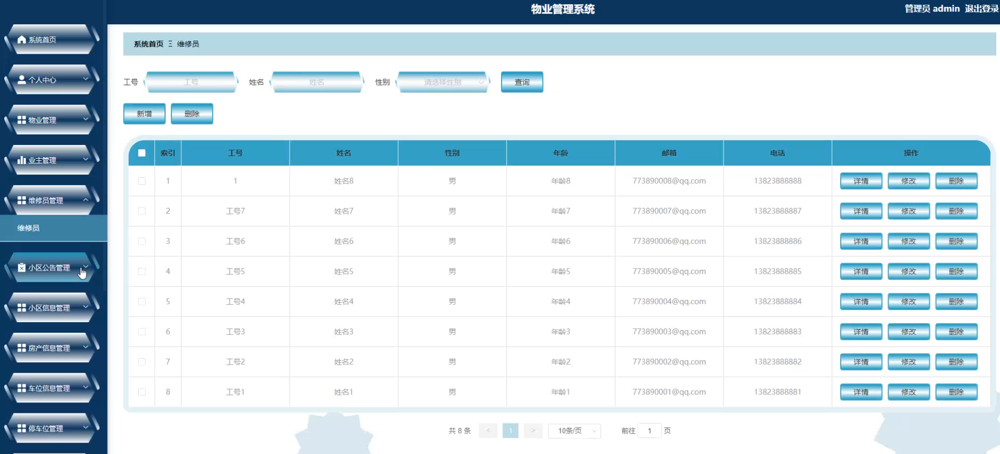 物业管理系统
管理员 admin 退出登录
系统首页
个人中心
物业管理
业主管理
维修员管理
维修员
小区公告管理
小区信息管理
房产信息管理
车位信息管理
停车位管理
系统首页 Ξ 维修员
工号 工号 姓名 姓名 性别 请选择性别 查询
新增 删除
索引 工号 姓名 性别 年龄 邮箱 电话 操作
1 1 姓名8 男 年龄8 773890008@qq.com 13823888888 详情 修改 删除
2 工号7 姓名7 男 年龄7 773890007@qq.com 13823888887 详情 修改 删除
3 工号6 姓名6 男 年龄6 773890006@qq.com 13823888886 详情 修改 删除
4 工号5 姓名5 男 年龄5 773890005@qq.com 13823888885 详情 修改 删除
5 工号4 姓名4 男 年龄4 773890004@qq.com 13823888884 详情 修改 删除
6 工号3 姓名3 男 年龄3 773890003@qq.com 13823888883 详情 修改 删除
7 工号2 姓名2 男 年龄2 773890002@qq.com 13823888882 详情 修改 删除
8 工号1 姓名1 男 年龄1 773890001@qq.com 13823888881 详情 修改 删除
共 8 条 < 1 > 10条/页 前往 1 页